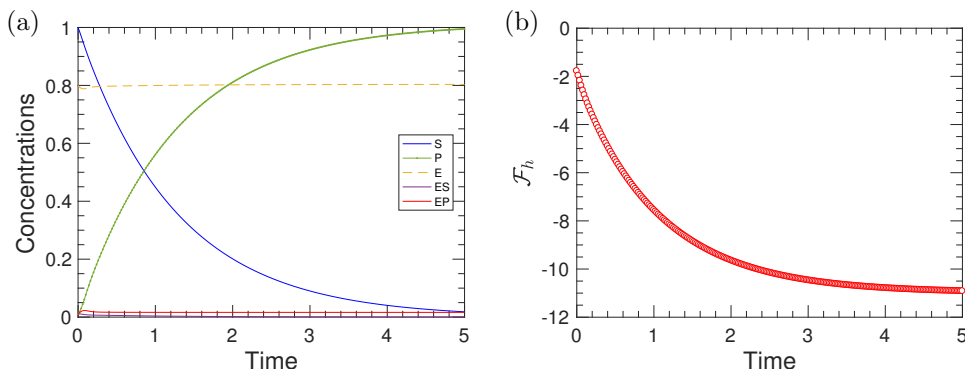 (a)
1
0.8
0.6
0.4
0.2
0
Concentrations
0 1 2 3 4 5
Time
S
P
E
ES
EP
(b)
0
-2
-4
-6
-8
-10
-12
ℱₕ
0 1 2 3 4 5
Time